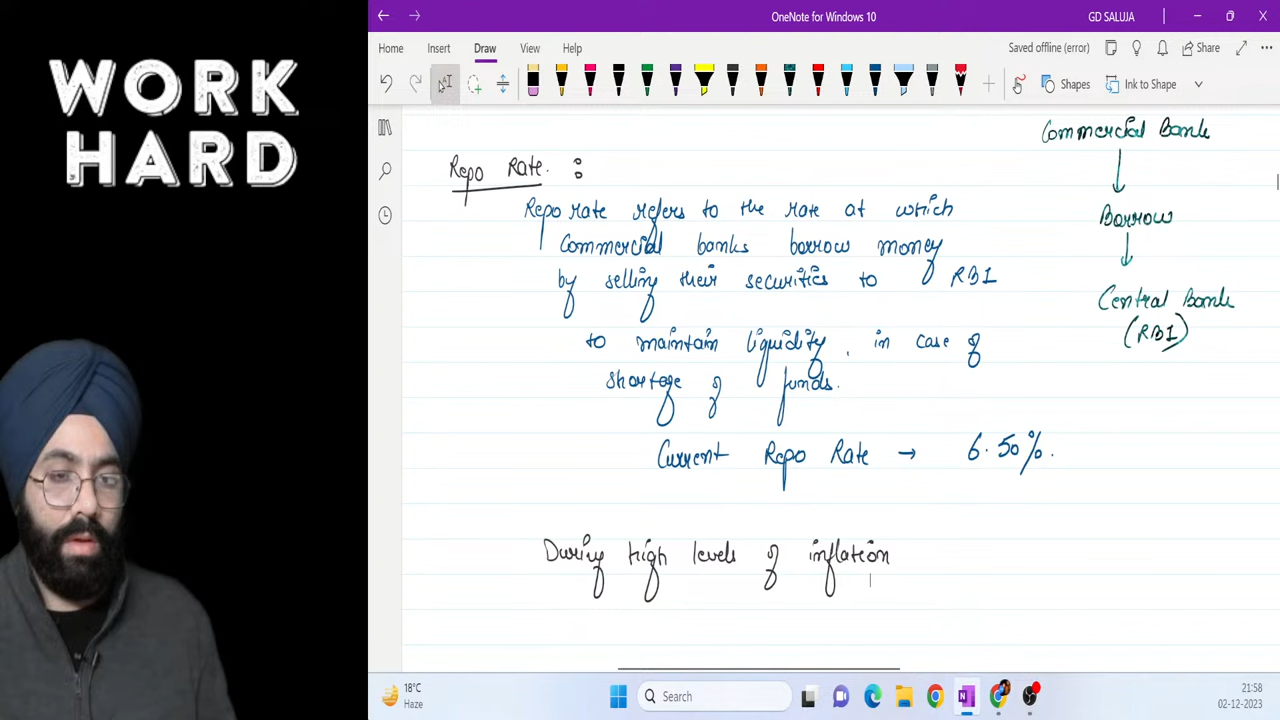 WORK
HARD
OneNote for Windows 10
GD SALUJA
Home Insert Draw View Help
Saved offline (error)
Share
Shapes
Ink to Shape
Commercial Bank
Borrow
Central Bank
(RBI)
Repo Rate :
Repo rate refers to the rate at which
Commercial banks borrow money
by selling their securities to RBI
to maintain liquidity, in case of
shortage of funds.
Current Repo Rate → 6.50%.
During high levels of inflation
18°C
Haze
Search
21:58
02-12-2023